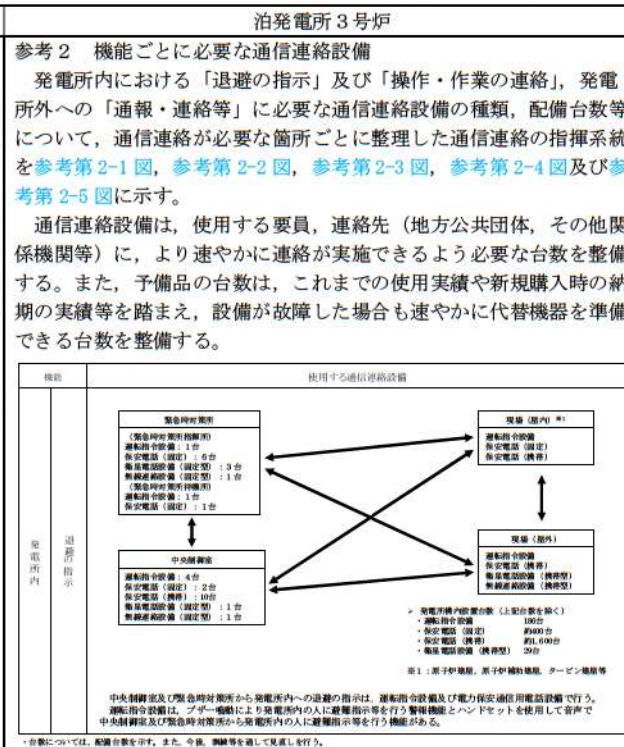 泊発電所３号炉
参考２　機能ごとに必要な通信連絡設備
発電所内における「退避の指示」及び「操作・作業の連絡」，発電
所外への「通報・連絡等」に必要な通信連絡設備の種類，配備台数等
について，通信連絡が必要な箇所ごとに整理した通信連絡の指揮系統
を参考第2-1図，参考第2-2図，参考第2-3図，参考第2-4図及び参
考第2-5図に示す。
通信連絡設備は，使用する要員，連絡先（地方公共団体，その他関
係機関等）に，より速やかに連絡が実施できるよう必要な台数を整備
する。また，予備品の台数は，これまでの使用実績や新規購入時の納
期の実績等を踏まえ，設備が故障した場合も速やかに代替機器を準備
できる台数を整備する。
機能
使用する通信連絡設備
発電所内
退避の指示
緊急時対策所
（緊急時対策所指揮所）
運転指令設備：1台
保安電話（固定）：6台
衛星電話設備（固定型）：3台
無線連絡設備（固定型）：1台
（緊急時対策所待機所）
運転指令設備：1台
保安電話（固定）：1台
現場（屋内）※1
運転指令設備
保安電話（固定）
保安電話（携帯）
中央制御室
運転指令設備：4台
保安電話（固定）：2台
保安電話（携帯）：10台
衛星電話設備（固定型）：1台
無線連絡設備（固定型）：1台
現場（屋外）
運転指令設備
保安電話（携帯）
衛星電話設備（携帯型）
無線連絡設備（携帯型）
➢ 発電所構内設置台数（上記台数を除く）
・運転指令設備　186台
・保安電話（固定）　約400台
・保安電話（携帯）　約1,600台
・衛星電話設備（携帯型）　29台
※1：原子炉建屋，原子炉補助建屋，タービン建屋等
中央制御室及び緊急時対策所から発電所内への退避の指示は，運転指令設備及び電力保安通信用電話設備で行う。
運転指令設備は，ブザー鳴動により発電所内の人に避難指示等を行う警報機能とハンドセットを使用して音声で
中央制御室及び緊急時対策所から発電所内の人に避難指示等を行う機能がある。
・台数については，配備台数を示す。また，今後，訓練等を通して見直しを行う。